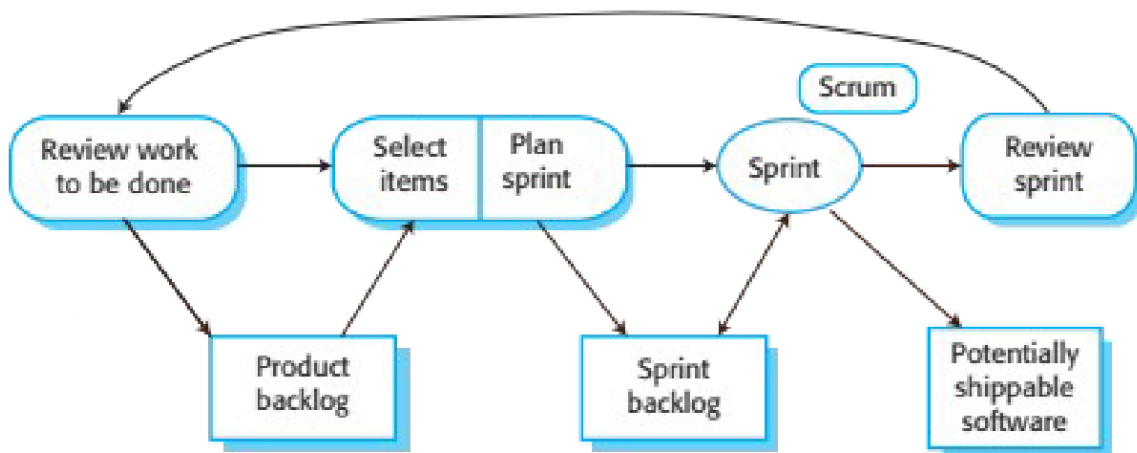 Scrum
Review work
to be done
Select
items
Plan
sprint
Sprint
Review
sprint
Product
backlog
Sprint
backlog
Potentially
shippable
software